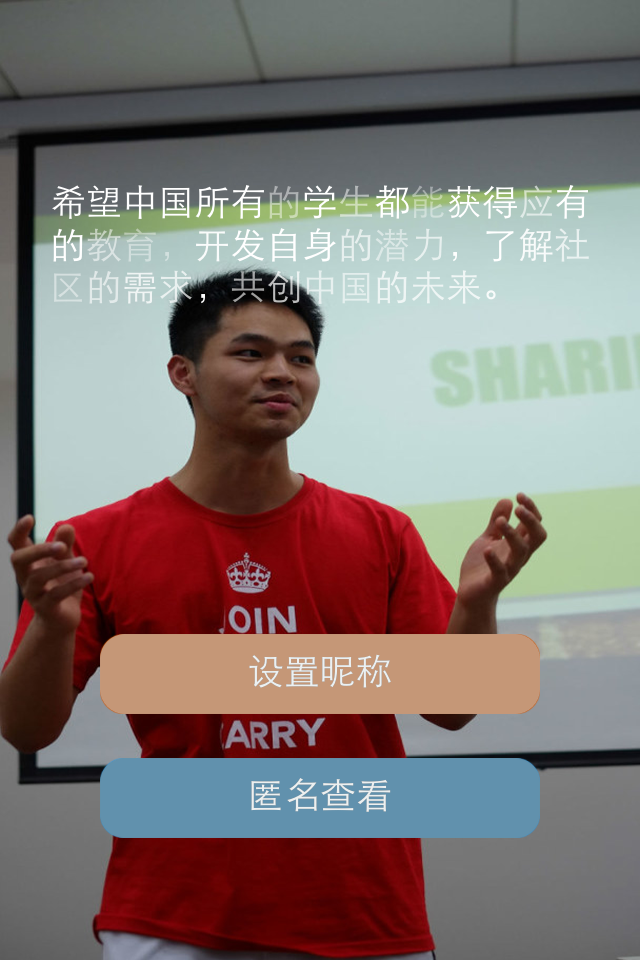 希望中国所有的学生都能获得应有
的教育，开发自身的潜力，了解社
区的需求，共创中国的未来。
SHARI
JOIN
设置昵称
CARRY
匿名查看